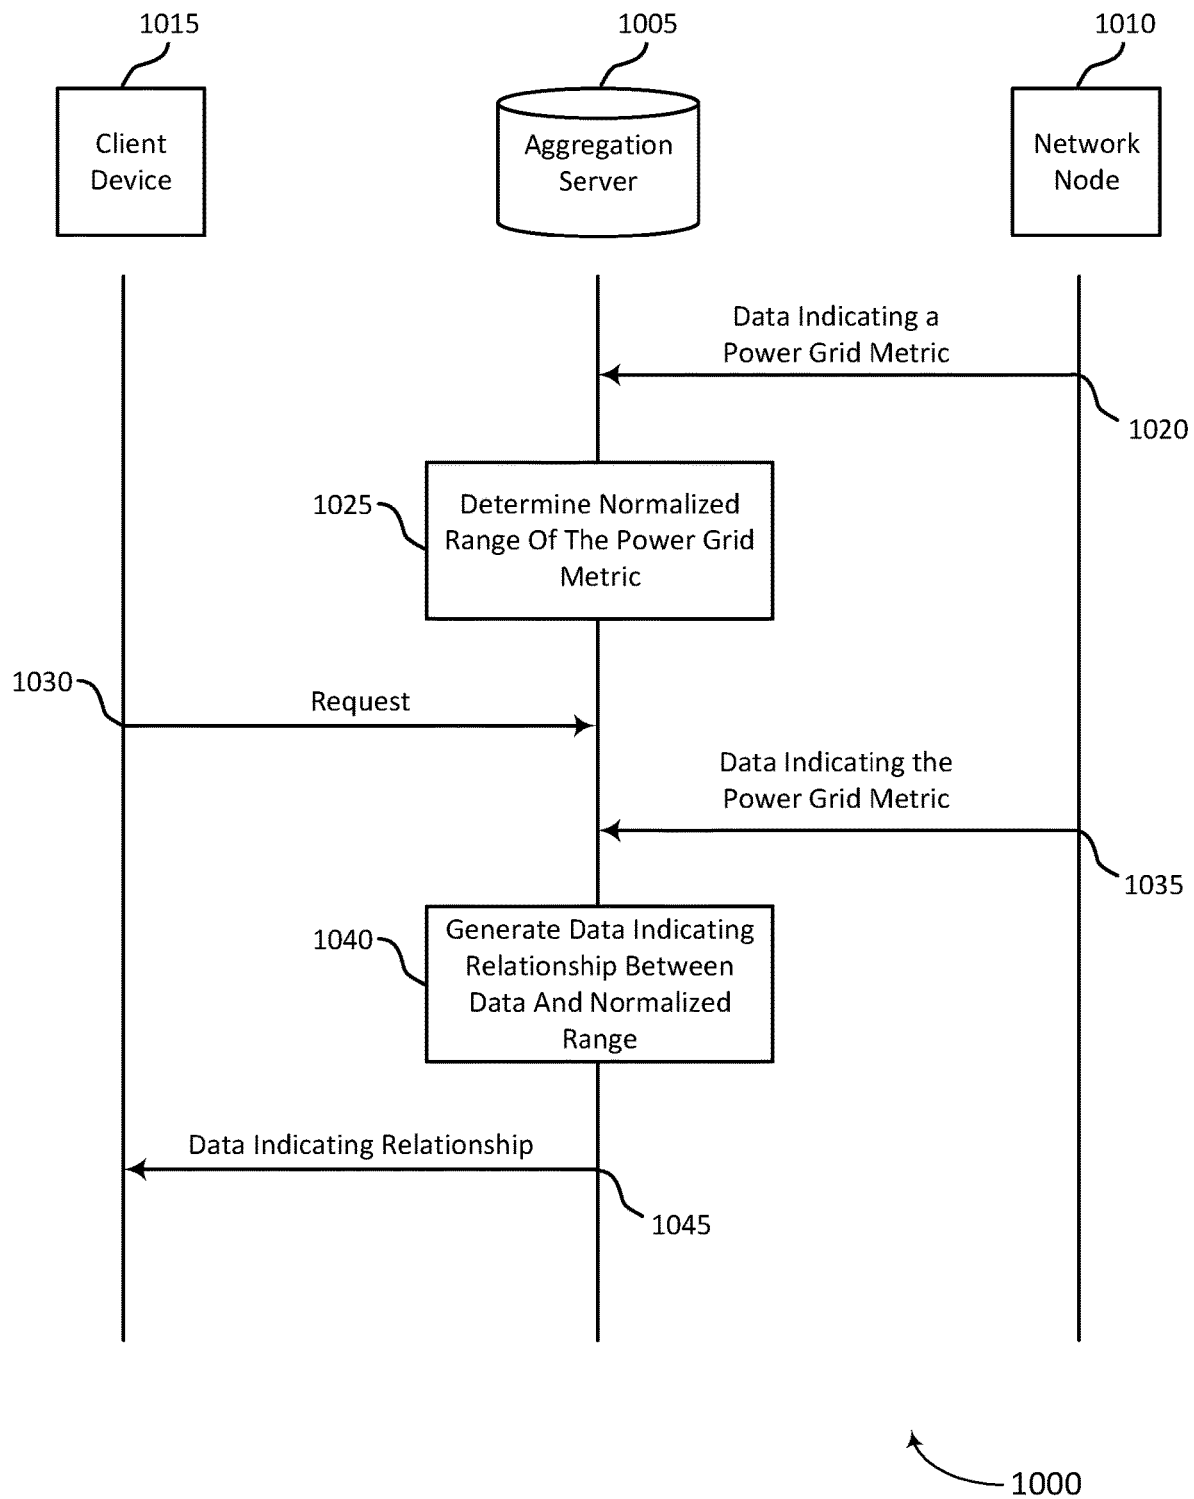 1015
1005
1010
Client
Device
Aggregation
Server
Network
Node
Data Indicating a
Power Grid Metric
1020
1025
Determine Normalized
Range Of The Power Grid
Metric
1030
Request
Data Indicating the
Power Grid Metric
1035
1040
Generate Data Indicating
Relationship Between
Data And Normalized
Range
Data Indicating Relationship
1045
1000